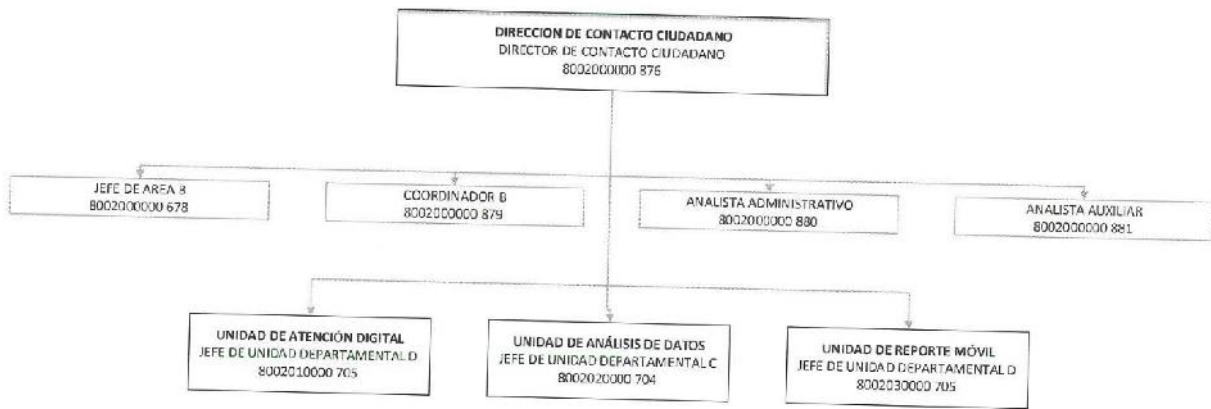 DIRECCION DE CONTACTO CIUDADANO
DIRECTOR DE CONTACTO CIUDADANO
8002000000 876
JEFE DE AREA B
8002000000 678
COORDINADOR B
8002000000 879
ANALISTA ADMINISTRATIVO
8002000000 880
ANALISTA AUXILIAR
8002000000 881
UNIDAD DE ATENCIÓN DIGITAL
JEFE DE UNIDAD DEPARTAMENTAL D
8002010000 705
UNIDAD DE ANÁLISIS DE DATOS
JEFE DE UNIDAD DEPARTAMENTAL C
8002020000 704
UNIDAD DE REPORTE MÓVIL
JEFE DE UNIDAD DEPARTAMENTAL D
8002030000 705